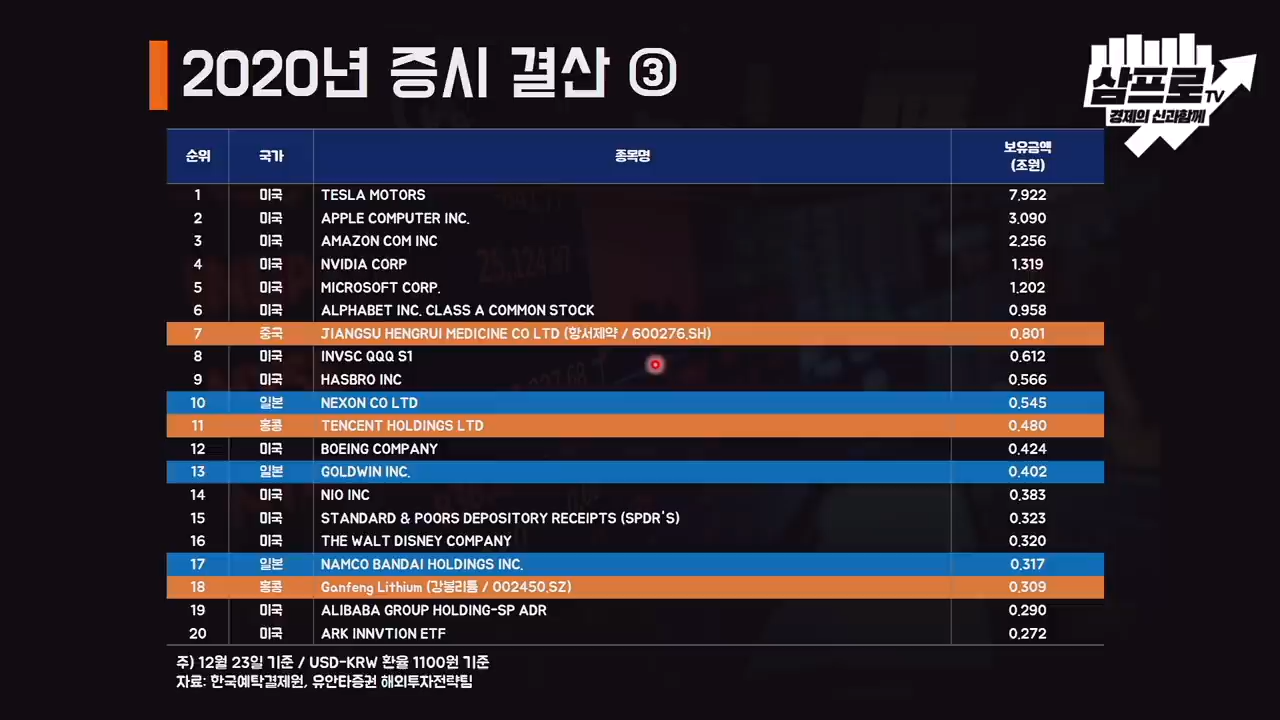 2020년 증시 결산 ③
삼프로TV
경제의 신과함께
순위 국가 종목명 보유금액
(조원)
1 미국 TESLA MOTORS 7.922
2 미국 APPLE COMPUTER INC. 3.090
3 미국 AMAZON COM INC 2.256
4 미국 NVIDIA CORP 1.319
5 미국 MICROSOFT CORP. 1.202
6 미국 ALPHABET INC. CLASS A COMMON STOCK 0.958
7 중국 JIANGSU HENGRUI MEDICINE CO LTD (항서제약 / 600276.SH) 0.801
8 미국 INVSC QQQ S1 0.612
9 미국 HASBRO INC 0.566
10 일본 NEXON CO LTD 0.545
11 홍콩 TENCENT HOLDINGS LTD 0.480
12 미국 BOEING COMPANY 0.424
13 일본 GOLDWIN INC. 0.402
14 미국 NIO INC 0.383
15 미국 STANDARD & POORS DEPOSITORY RECEIPTS (SPDR'S) 0.323
16 미국 THE WALT DISNEY COMPANY 0.320
17 일본 NAMCO BANDAI HOLDINGS INC. 0.317
18 홍콩 Ganfeng Lithium (강봉리튬 / 002450.SZ) 0.309
19 미국 ALIBABA GROUP HOLDING-SP ADR 0.290
20 미국 ARK INNVTION ETF 0.272
주) 12월 23일 기준 / USD-KRW 환율 1100원 기준
자료: 한국예탁결제원, 유안타증권 해외투자전략팀